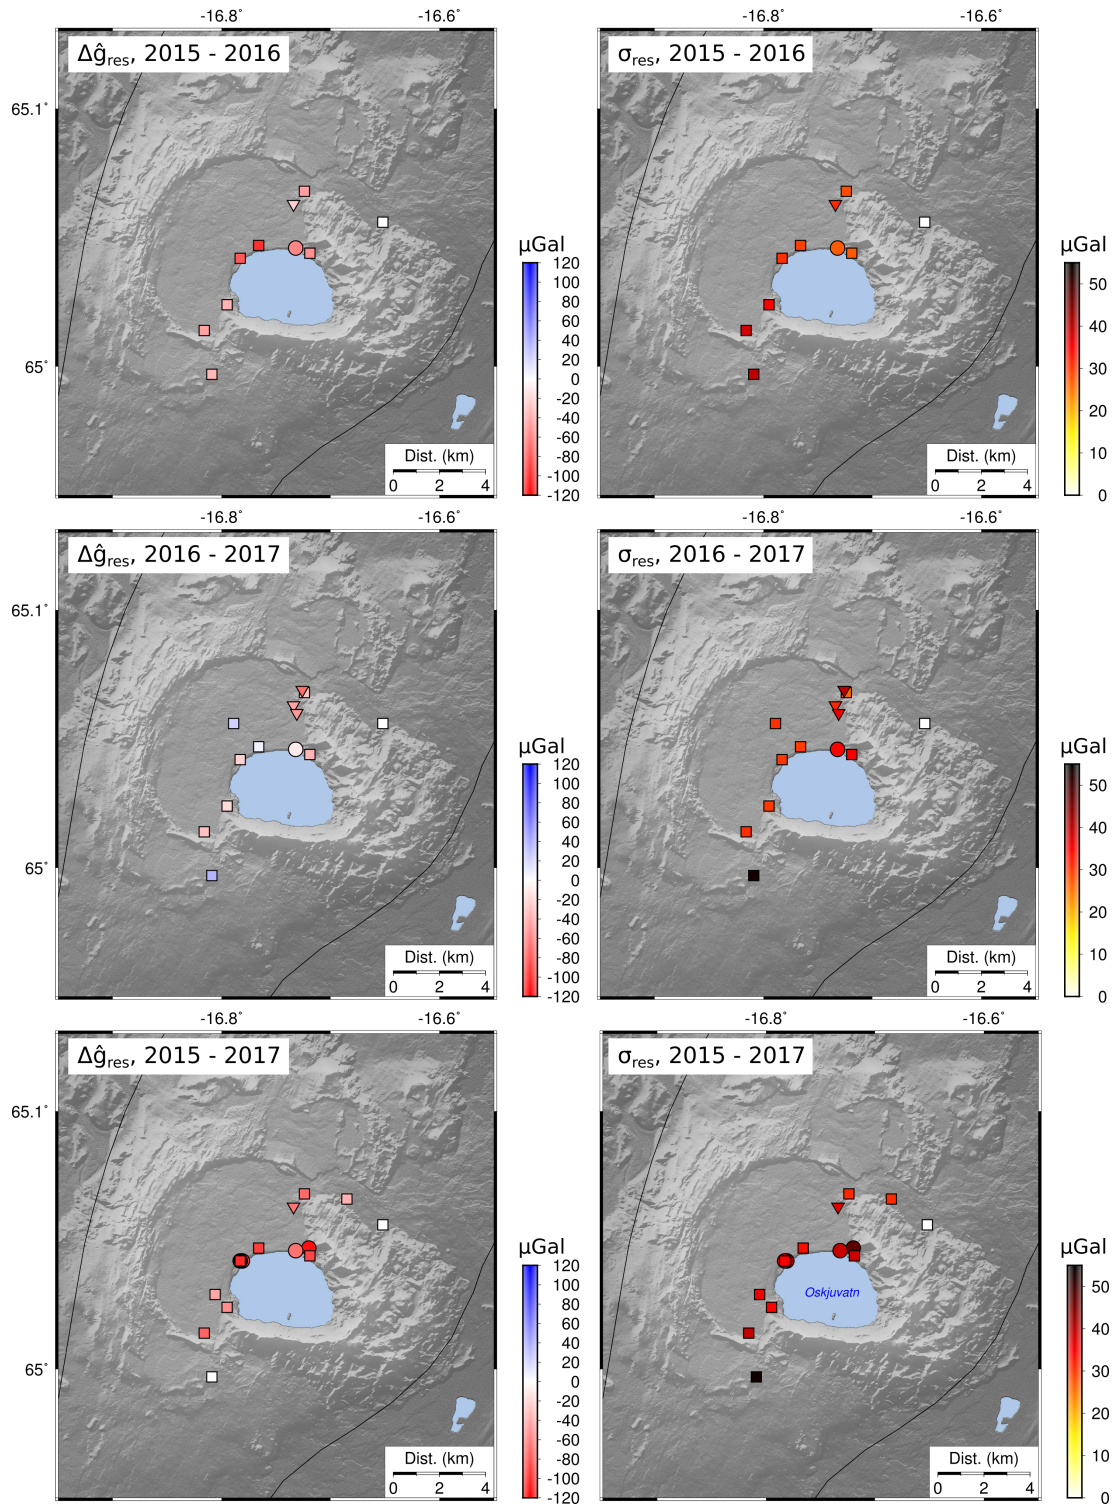 -16.8° -16.6° -16.8° -16.6°
Δĝres, 2015 - 2016
σres, 2015 - 2016
65.1°
65°
μGal
120
100
80
60
40
20
0
-20
-40
-60
-80
-100
-120
μGal
50
40
30
20
10
0
Dist. (km)
0 2 4
Dist. (km)
0 2 4
-16.8° -16.6° -16.8° -16.6°
Δĝres, 2016 - 2017
σres, 2016 - 2017
65.1°
65°
μGal
120
100
80
60
40
20
0
-20
-40
-60
-80
-100
-120
μGal
50
40
30
20
10
0
Dist. (km)
0 2 4
Dist. (km)
0 2 4
-16.8° -16.6° -16.8° -16.6°
Δĝres, 2015 - 2017
σres, 2015 - 2017
65.1°
65°
μGal
120
100
80
60
40
20
0
-20
-40
-60
-80
-100
-120
Oskjuvatn
μGal
50
40
30
20
10
0
Dist. (km)
0 2 4
Dist. (km)
0 2 4